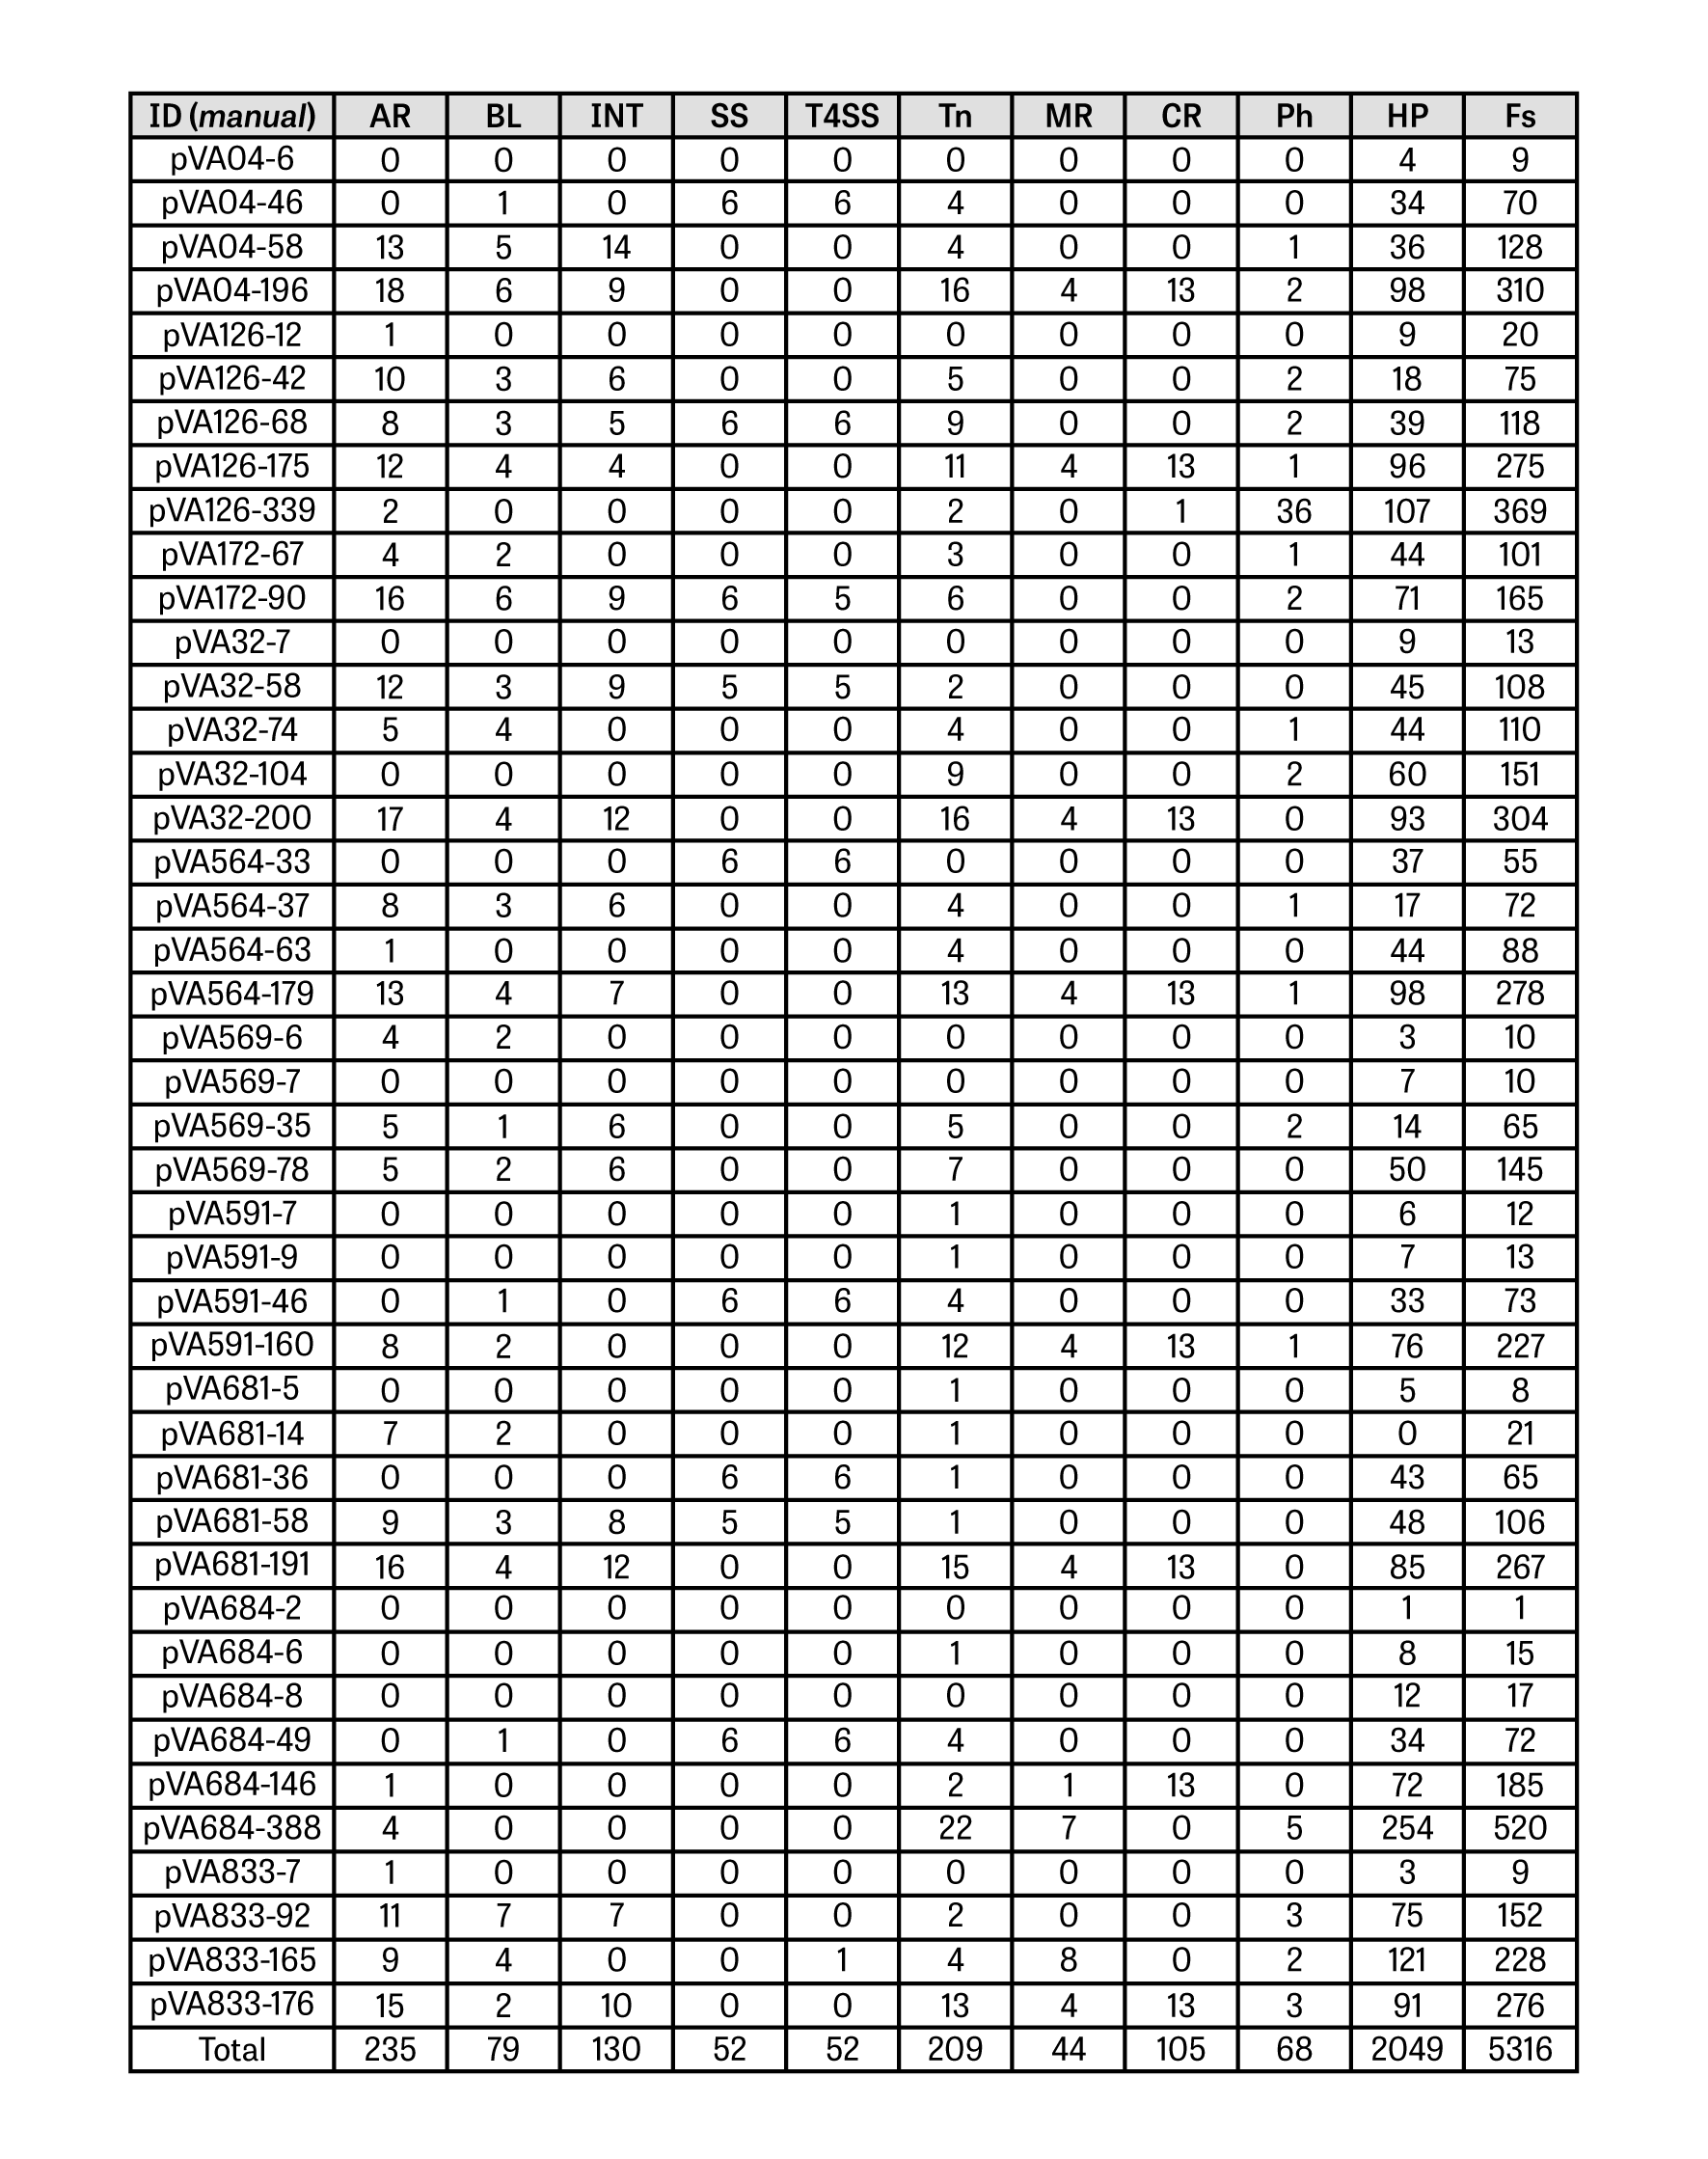 ID (manual) AR BL INT SS T4SS Tn MR CR Ph HP Fs
pVA04-6 0 0 0 0 0 0 0 0 0 4 9
pVA04-46 0 1 0 6 6 4 0 0 0 34 70
pVA04-58 13 5 14 0 0 4 0 0 1 36 128
pVA04-196 18 6 9 0 0 16 4 13 2 98 310
pVA126-12 1 0 0 0 0 0 0 0 0 9 20
pVA126-42 10 3 6 0 0 5 0 0 2 18 75
pVA126-68 8 3 5 6 6 9 0 0 2 39 118
pVA126-175 12 4 4 0 0 11 4 13 1 96 275
pVA126-339 2 0 0 0 0 2 0 1 36 107 369
pVA172-67 4 2 0 0 0 3 0 0 1 44 101
pVA172-90 16 6 9 6 5 6 0 0 2 71 165
pVA32-7 0 0 0 0 0 0 0 0 0 9 13
pVA32-58 12 3 9 5 5 2 0 0 0 45 108
pVA32-74 5 4 0 0 0 4 0 0 1 44 110
pVA32-104 0 0 0 0 0 9 0 0 2 60 151
pVA32-200 17 4 12 0 0 16 4 13 0 93 304
pVA564-33 0 0 0 6 6 0 0 0 0 37 55
pVA564-37 8 3 6 0 0 4 0 0 1 17 72
pVA564-63 1 0 0 0 0 4 0 0 0 44 88
pVA564-179 13 4 7 0 0 13 4 13 1 98 278
pVA569-6 4 2 0 0 0 0 0 0 0 3 10
pVA569-7 0 0 0 0 0 0 0 0 0 7 10
pVA569-35 5 1 6 0 0 5 0 0 2 14 65
pVA569-78 5 2 6 0 0 7 0 0 0 50 145
pVA591-7 0 0 0 0 0 1 0 0 0 6 12
pVA591-9 0 0 0 0 0 1 0 0 0 7 13
pVA591-46 0 1 0 6 6 4 0 0 0 33 73
pVA591-160 8 2 0 0 0 12 4 13 1 76 227
pVA681-5 0 0 0 0 0 1 0 0 0 5 8
pVA681-14 7 2 0 0 0 1 0 0 0 0 21
pVA681-36 0 0 0 6 6 1 0 0 0 43 65
pVA681-58 9 3 8 5 5 1 0 0 0 48 106
pVA681-191 16 4 12 0 0 15 4 13 0 85 267
pVA684-2 0 0 0 0 0 0 0 0 0 1 1
pVA684-6 0 0 0 0 0 1 0 0 0 8 15
pVA684-8 0 0 0 0 0 0 0 0 0 12 17
pVA684-49 0 1 0 6 6 4 0 0 0 34 72
pVA684-146 1 0 0 0 0 2 1 13 0 72 185
pVA684-388 4 0 0 0 0 22 7 0 5 254 520
pVA833-7 1 0 0 0 0 0 0 0 0 3 9
pVA833-92 11 7 7 0 0 2 0 0 3 75 152
pVA833-165 9 4 0 0 1 4 8 0 2 121 228
pVA833-176 15 2 10 0 0 13 4 13 3 91 276
Total 235 79 130 52 52 209 44 105 68 2049 5316